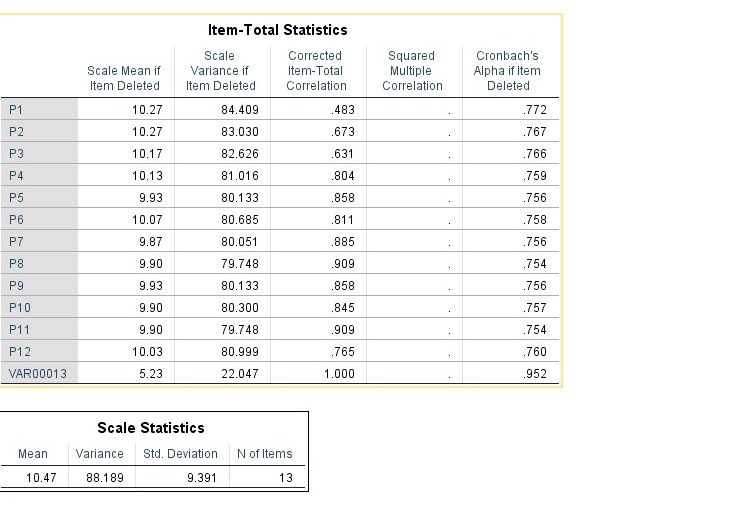 Item-Total Statistics
Scale Mean if Item Deleted Scale Variance if Item Deleted Corrected Item-Total Correlation Squared Multiple Correlation Cronbach's Alpha if Item Deleted
P1 10.27 84.409 .483 . .772
P2 10.27 83.030 .673 . .767
P3 10.17 82.626 .631 . .766
P4 10.13 81.016 .804 . .759
P5 9.93 80.133 .858 . .756
P6 10.07 80.685 .811 . .758
P7 9.87 80.051 .885 . .756
P8 9.90 79.748 .909 . .754
P9 9.93 80.133 .858 . .756
P10 9.90 80.300 .845 . .757
P11 9.90 79.748 .909 . .754
P12 10.03 80.999 .765 . .760
VAR00013 5.23 22.047 1.000 . .952
Scale Statistics
Mean Variance Std. Deviation N of Items
10.47 88.189 9.391 13